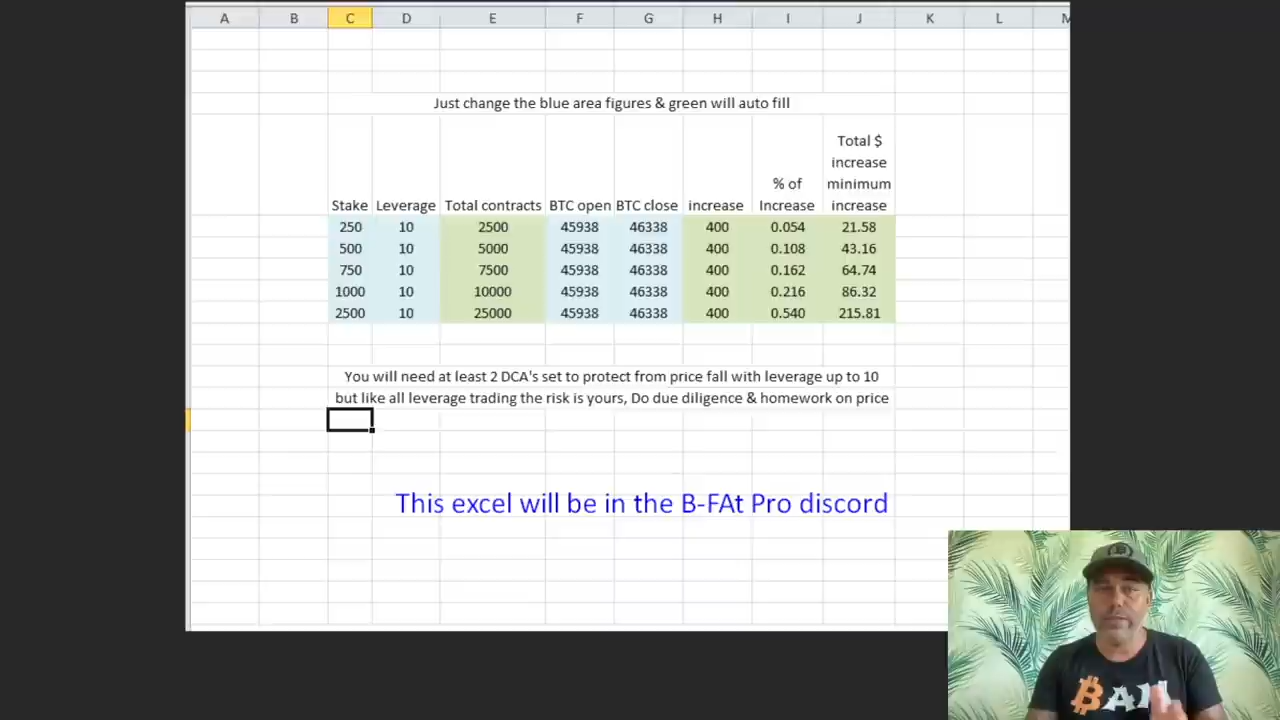 A B C D E F G H I J K L M
Just change the blue area figures & green will auto fill
Total $
increase
% of minimum
Stake Leverage Total contracts BTC open BTC close increase Increase increase
250 10 2500 45938 46338 400 0.054 21.58
500 10 5000 45938 46338 400 0.108 43.16
750 10 7500 45938 46338 400 0.162 64.74
1000 10 10000 45938 46338 400 0.216 86.32
2500 10 25000 45938 46338 400 0.540 215.81
You will need at least 2 DCA's set to protect from price fall with leverage up to 10
but like all leverage trading the risk is yours, Do due diligence & homework on price
This excel will be in the B-FAt Pro discord